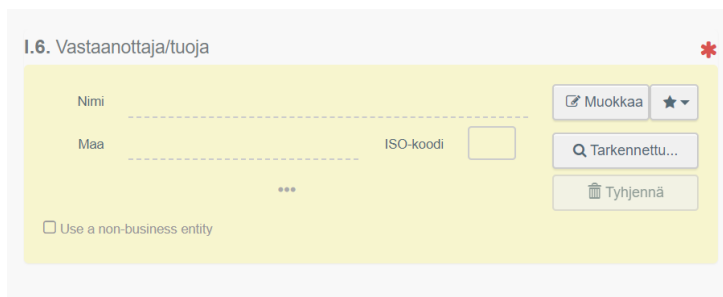 I.6. Vastaanottaja/tuoja *
Nimi Muokkaa
Maa ISO-koodi Tarkennettu...
••• Tyhjennä
Use a non-business entity